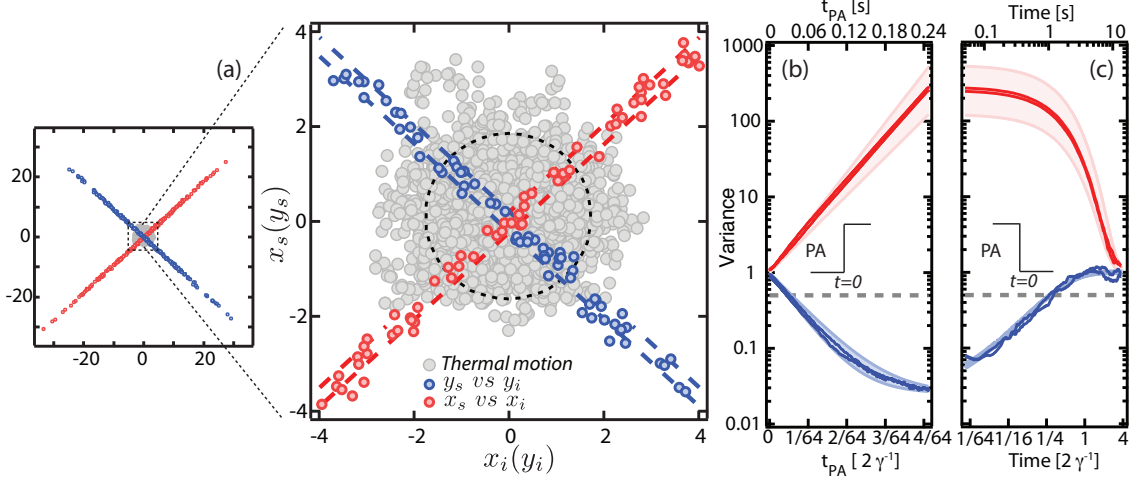 (a)
20
0
-20
-20
0
20
4
2
0
-2
-4
x_s(y_s)
-4
-2
0
2
4
x_i(y_i)
Thermal motion
y_s vs y_i
x_s vs x_i
t_PA [s]
0.06 0.12 0.18 0.24
(b)
1000
100
10
1
0.1
0.01
Variance
PA
t=0
0 1/64 2/64 3/64 4/64
t_PA [ 2 γ⁻¹]
Time [s]
0.1 1 10
(c)
PA
t=0
1/64 1/16 1/4 1 4
Time [2 γ⁻¹]